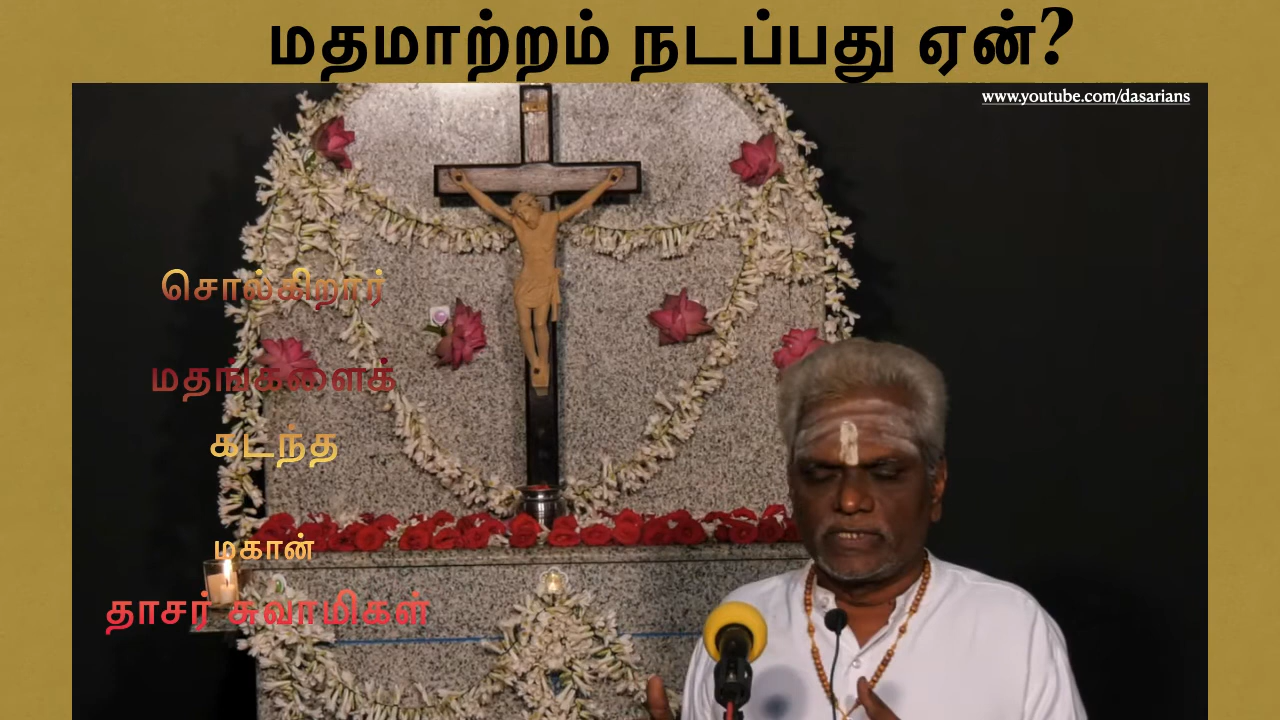 மதமாற்றம் நடப்பது ஏன்?
www.youtube.com/dasarians
சொல்கிறார்
மதங்களைக்
கடந்த
மகான்
தாசர் சுவாமிகள்